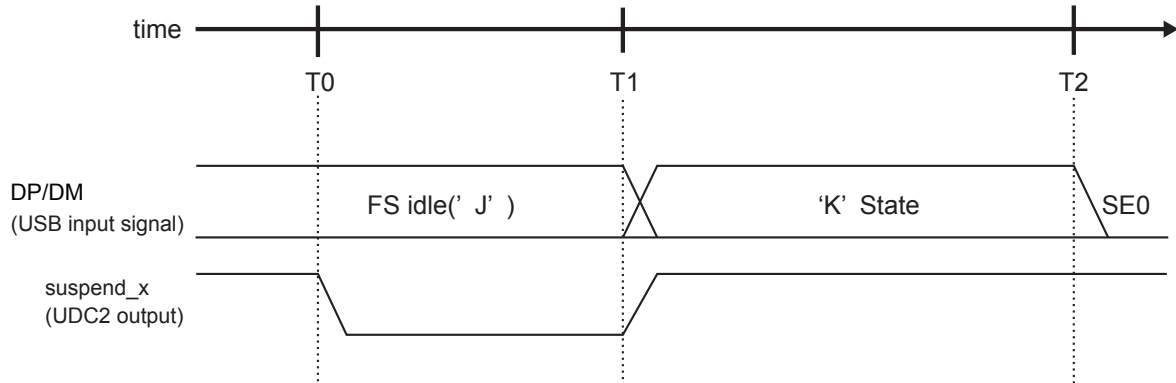 time
T0 T1 T2
DP/DM
(USB input signal)
FS idle(' J' )
‘K’ State
SE0
suspend_x
(UDC2 output)